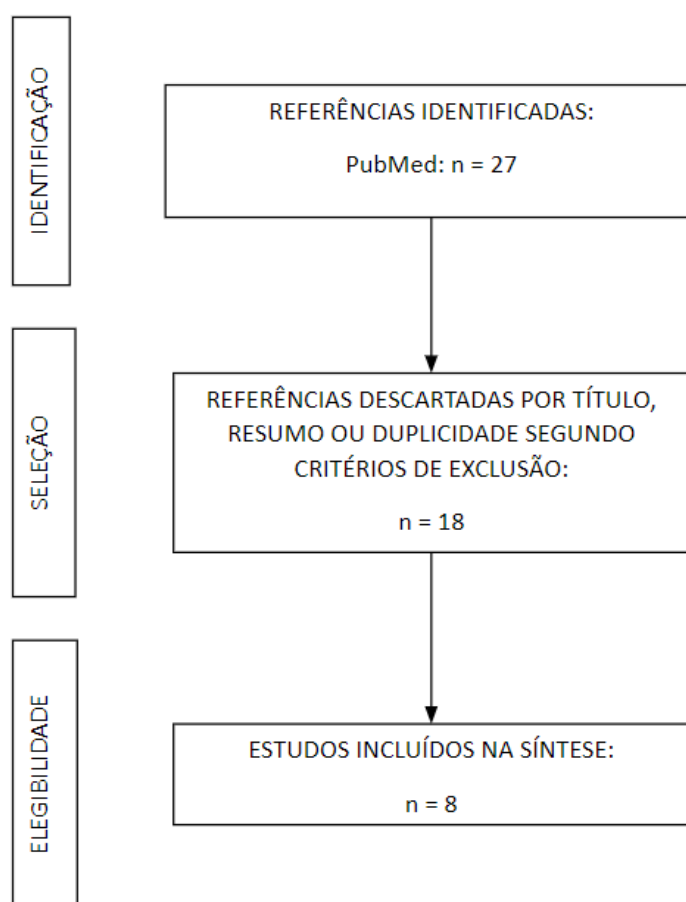 IDENTIFICAÇÃO
REFERÊNCIAS IDENTIFICADAS:
PubMed: n = 27
SELEÇÃO
REFERÊNCIAS DESCARTADAS POR TÍTULO,
RESUMO OU DUPLICIDADE SEGUNDO
CRITÉRIOS DE EXCLUSÃO:
n = 18
ELEGIBILIDADE
ESTUDOS INCLUÍDOS NA SÍNTESE:
n = 8